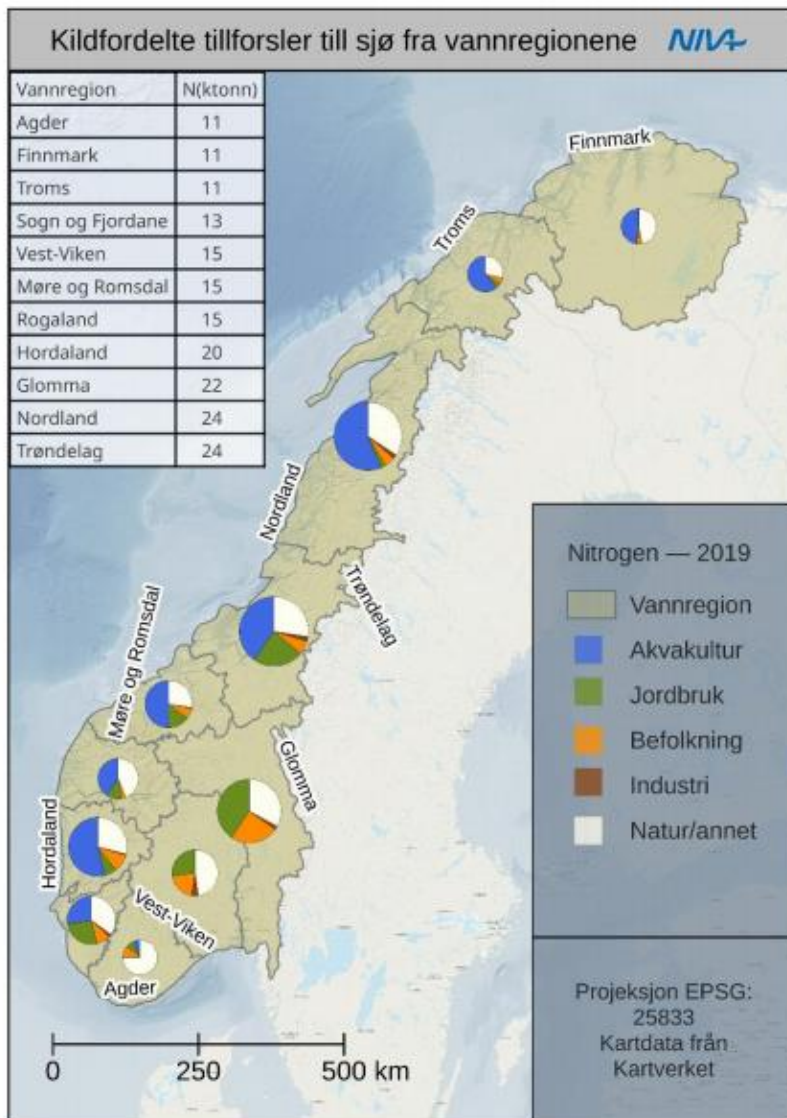 Kildfordelte tillforsler till sjø fra vannregionene NIVA
Vannregion N(ktonn)
Agder 11
Finnmark 11
Troms 11
Sogn og Fjordane 13
Vest-Viken 15
Møre og Romsdal 15
Rogaland 15
Hordaland 20
Glomma 22
Nordland 24
Trøndelag 24
Finnmark
Troms
Nordland
Trøndelag
Møre og Romsdal
Glomma
Hordaland
Vest-Viken
Agder
Nitrogen — 2019
Vannregion
Akvakultur
Jordbruk
Befolkning
Industri
Natur/annet
0 250 500 km
Projeksjon EPSG:
25833
Kartdata från
Kartverket